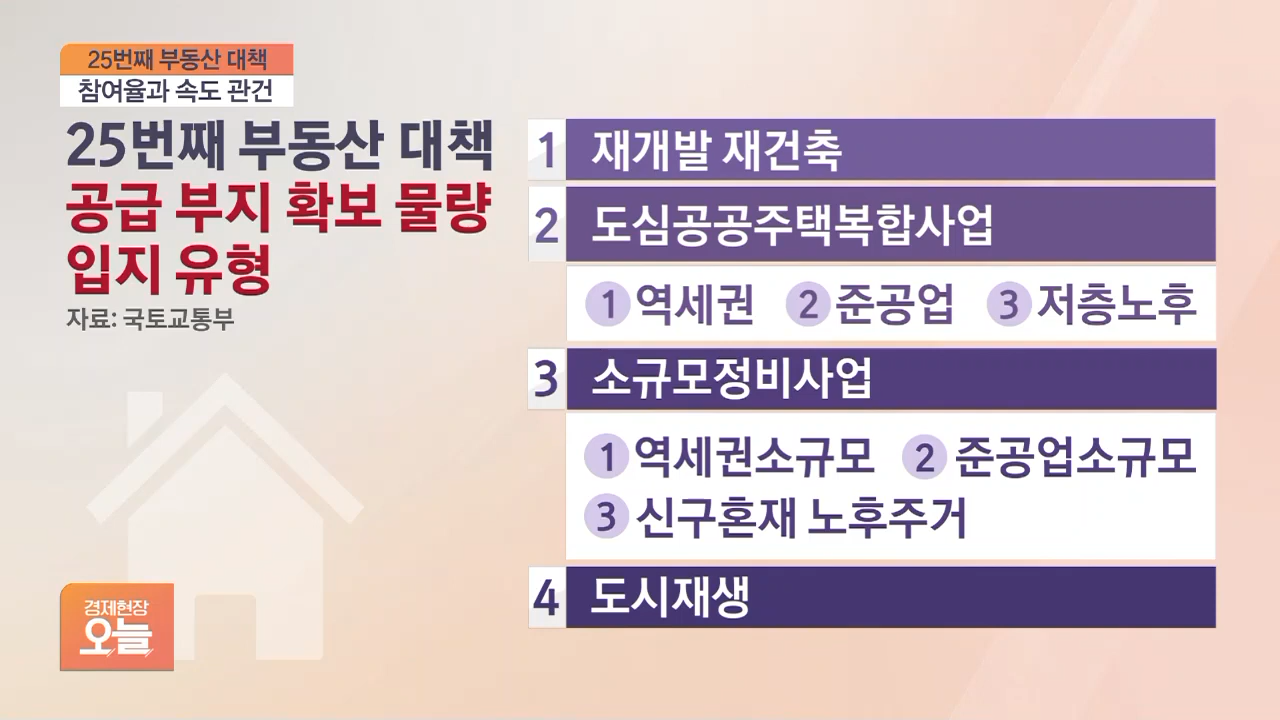 25번째 부동산 대책
참여율과 속도 관건
25번째 부동산 대책
공급 부지 확보 물량
입지 유형
자료: 국토교통부
1 재개발 재건축
2 도심공공주택복합사업
1 역세권 2 준공업 3 저층노후
3 소규모정비사업
1 역세권소규모 2 준공업소규모
3 신구혼재 노후주거
4 도시재생
경제현장
오늘